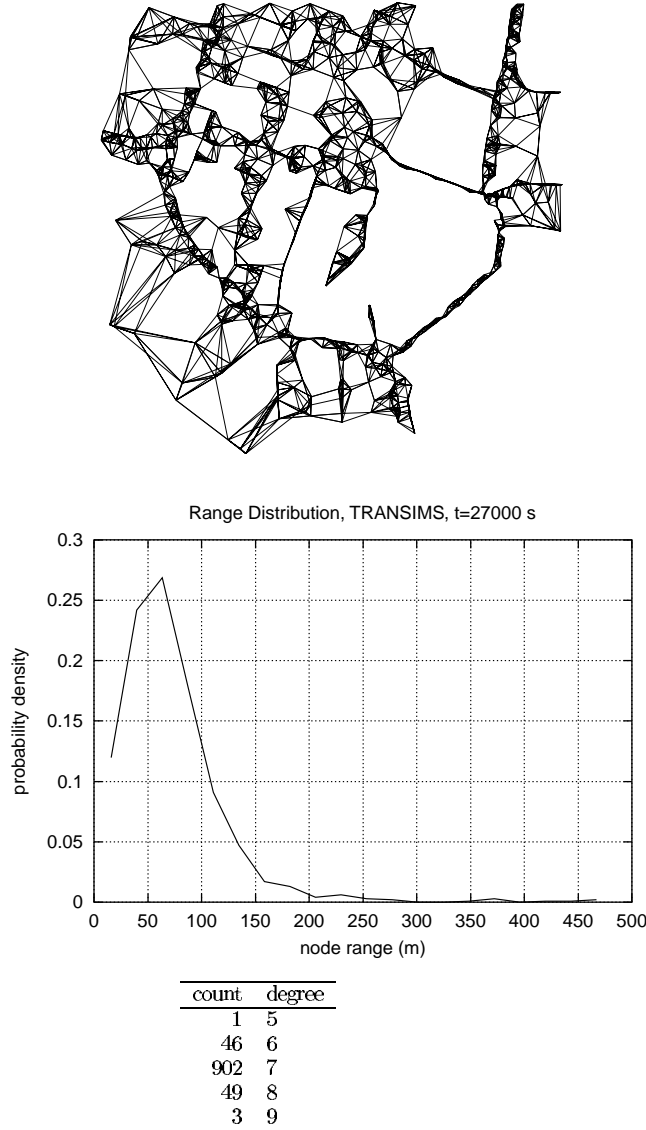 Range Distribution, TRANSIMS, t=27000 s
0.3
0.25
0.2
0.15
0.1
0.05
0
probability density
0 50 100 150 200 250 300 350 400 450 500
node range (m)
count degree
1 5
46 6
902 7
49 8
3 9